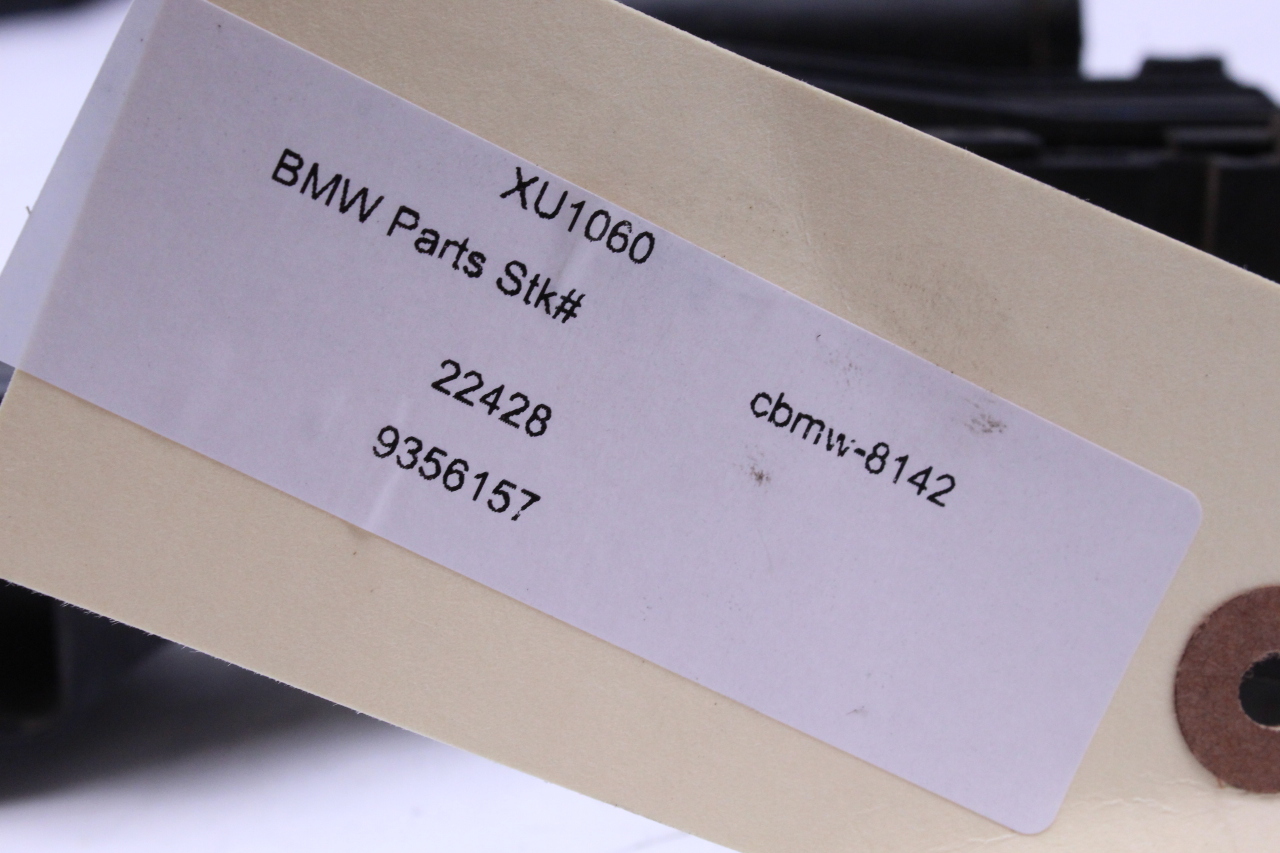 XU1060
BMW Parts Stk#
22428
cbmw-8142
9356157